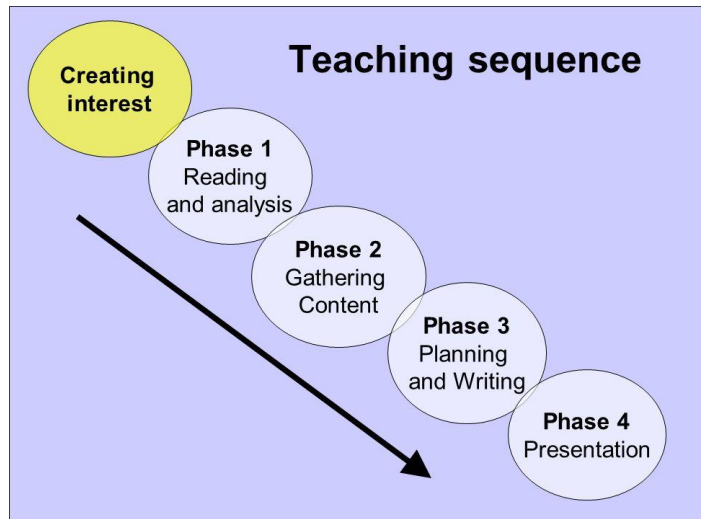 Teaching sequence
Creating
interest
Phase 1
Reading
and analysis
Phase 2
Gathering
Content
Phase 3
Planning
and Writing
Phase 4
Presentation